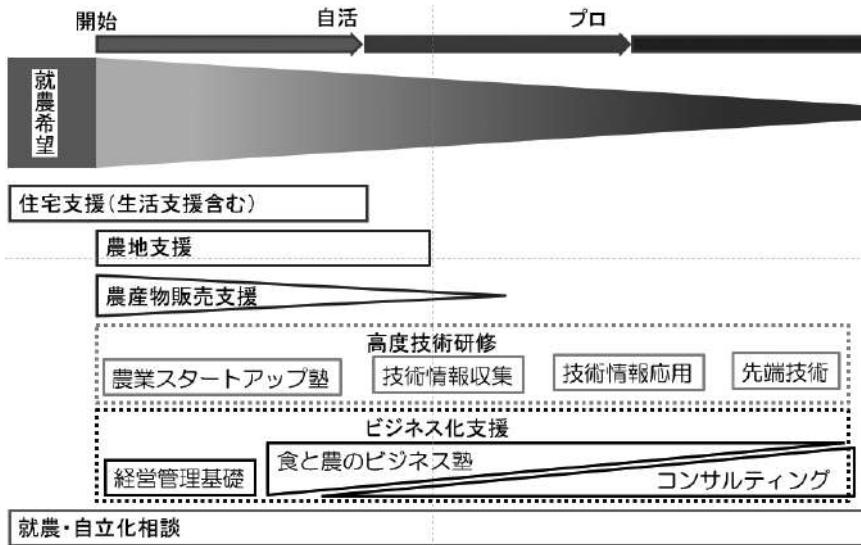 開始
自活
プロ
就農希望
住宅支援(生活支援含む)
農地支援
農産物販売支援
高度技術研修
農業スタートアップ塾
技術情報収集
技術情報応用
先端技術
ビジネス化支援
食と農のビジネス塾
経営管理基礎
コンサルティング
就農・自立化相談